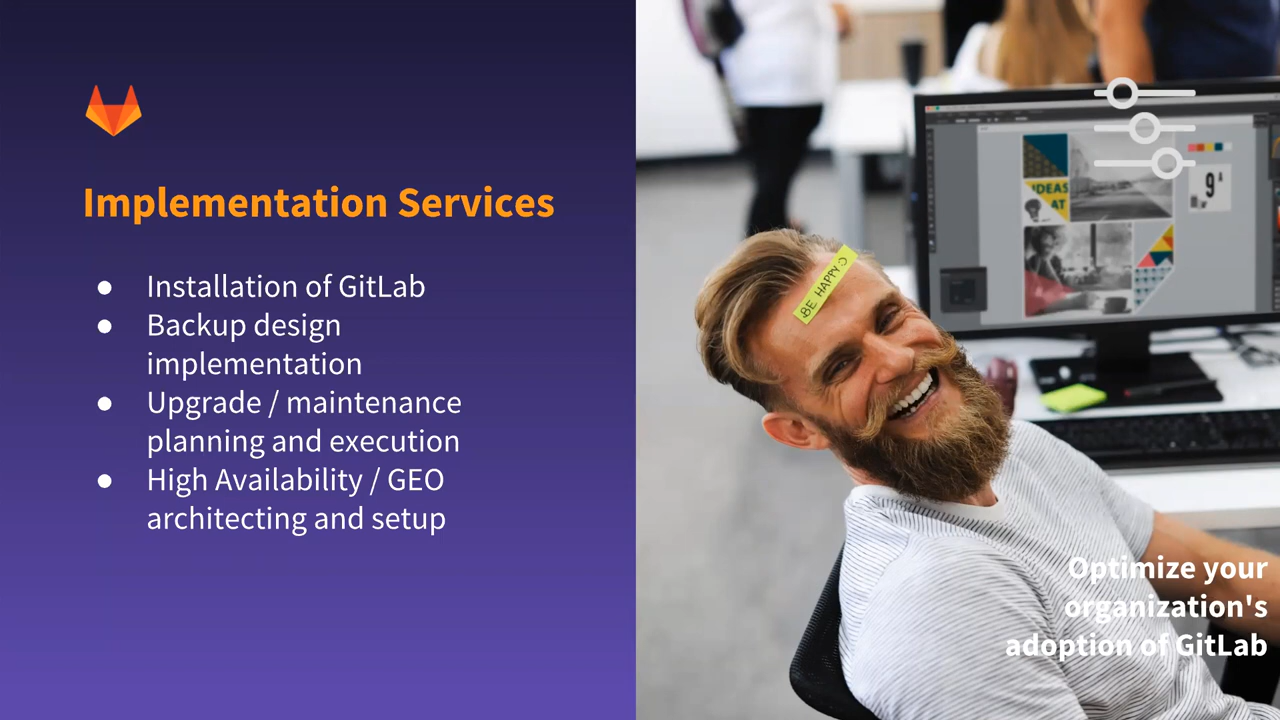 Implementation Services
● Installation of GitLab
● Backup design
implementation
● Upgrade / maintenance
planning and execution
● High Availability / GEO
architecting and setup
IDEAS
AT
9
BE HAPPY
Optimize your
organization's
adoption of GitLab